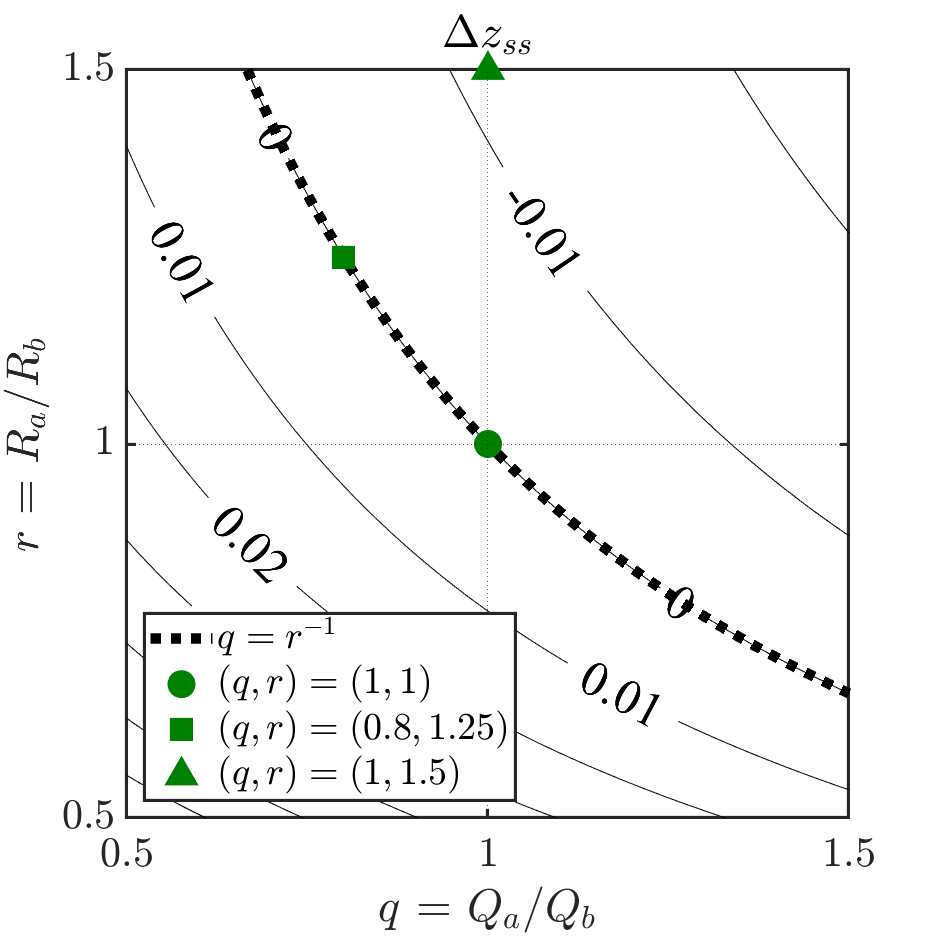 Δz_ss
1.5
0
-0.01
0.01
r = R_a/R_b
1
0.02
0
0.01
q = r⁻¹
(q, r) = (1, 1)
(q, r) = (0.8, 1.25)
(q, r) = (1, 1.5)
0.5
0.5 1 1.5
q = Q_a/Q_b